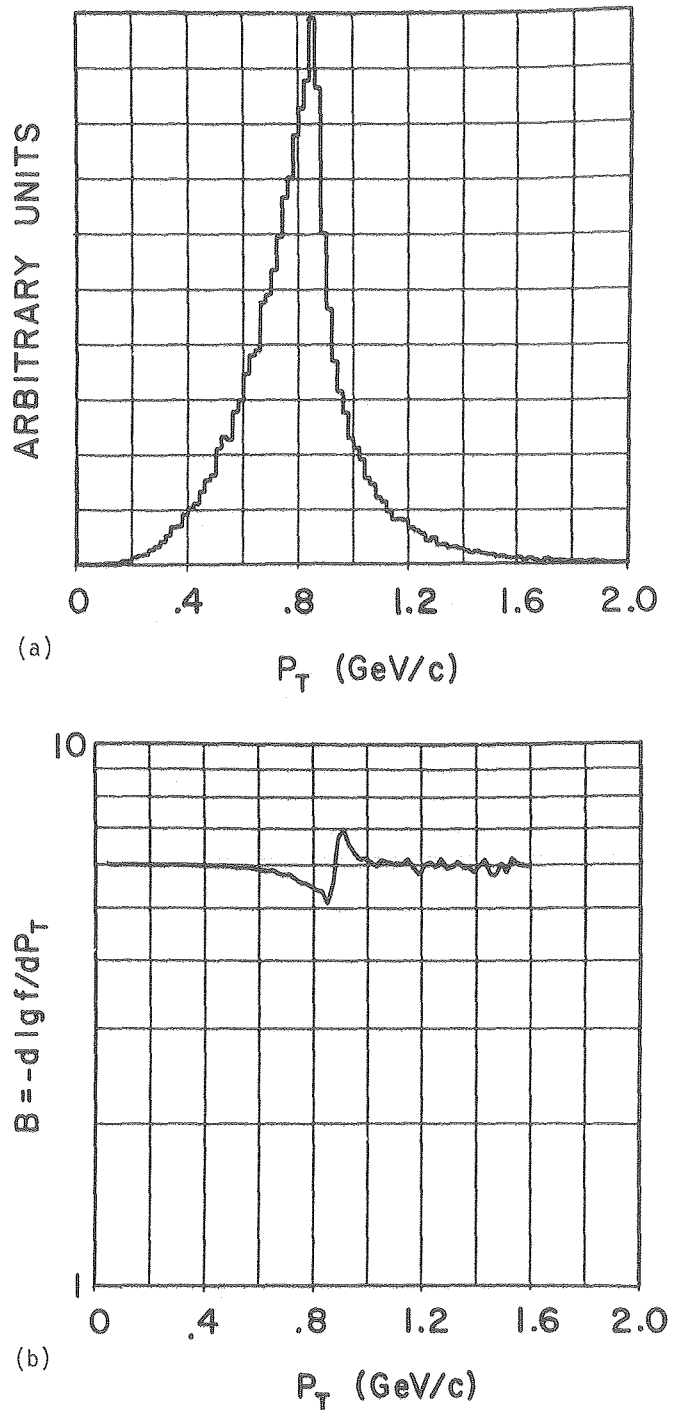 ARBITRARY UNITS
0 .4 .8 1.2 1.6 2.0
(a)
P_T (GeV/c)
10
B = -d lg f/dP_T
1
0 .4 .8 1.2 1.6 2.0
(b)
P_T (GeV/c)